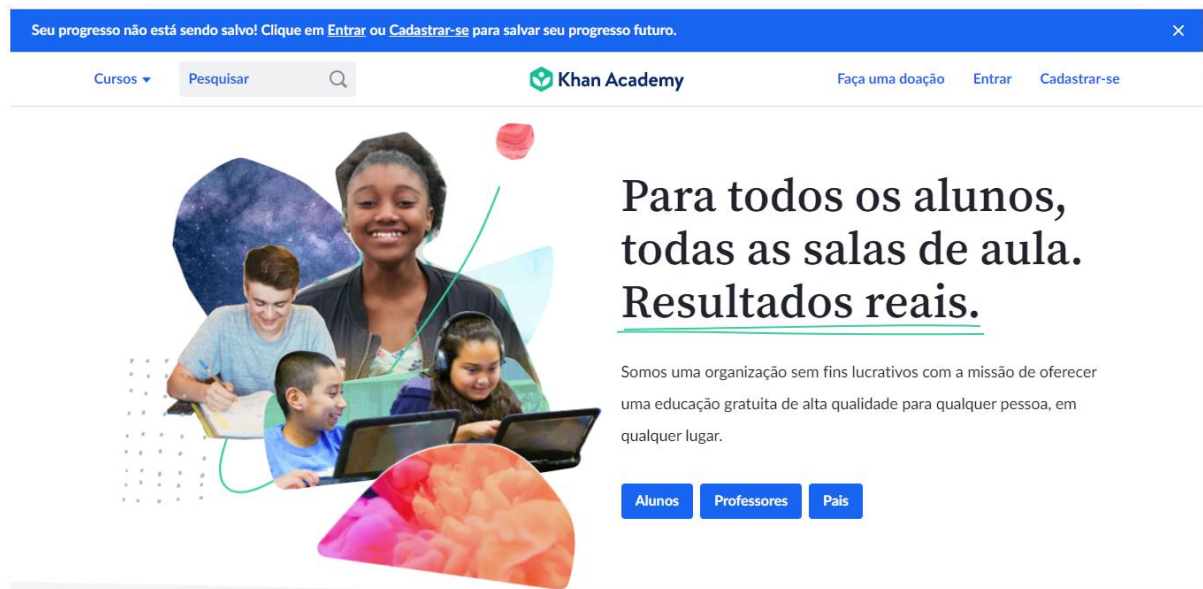 Seu progresso não está sendo salvo! Clique em Entrar ou Cadastrar-se para salvar seu progresso futuro.
Cursos
Pesquisar
Khan Academy
Faça uma doação
Entrar
Cadastrar-se
Para todos os alunos,
todas as salas de aula.
Resultados reais.
Somos uma organização sem fins lucrativos com a missão de oferecer
uma educação gratuita de alta qualidade para qualquer pessoa, em
qualquer lugar.
Alunos
Professores
Pais